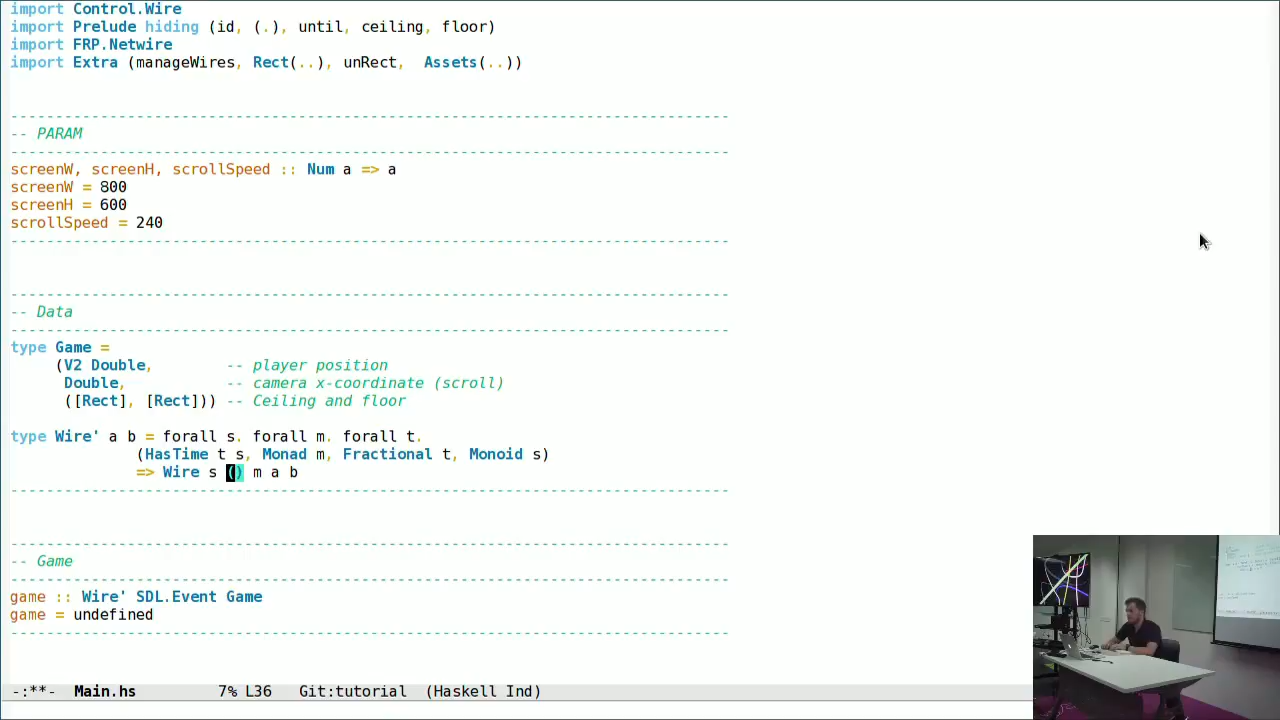 import Control.Wire
import Prelude hiding (id, (.), until, ceiling, floor)
import FRP.Netwire
import Extra (manageWires, Rect(..), unRect,  Assets(..))
--------------------------------------------------------------------------------
-- PARAM
--------------------------------------------------------------------------------
screenW, screenH, scrollSpeed :: Num a => a
screenW = 800
screenH = 600
scrollSpeed = 240
--------------------------------------------------------------------------------
--------------------------------------------------------------------------------
-- Data
--------------------------------------------------------------------------------
type Game =
     (V2 Double,        -- player position
      Double,           -- camera x-coordinate (scroll)
      ([Rect], [Rect])) -- Ceiling and floor
type Wire' a b = forall s. forall m. forall t.
              (HasTime t s, Monad m, Fractional t, Monoid s)
              => Wire s () m a b
--------------------------------------------------------------------------------
--------------------------------------------------------------------------------
-- Game
--------------------------------------------------------------------------------
game :: Wire' SDL.Event Game
game = undefined
--------------------------------------------------------------------------------
-:**-  Main.hs         7% L36   Git:tutorial  (Haskell Ind)